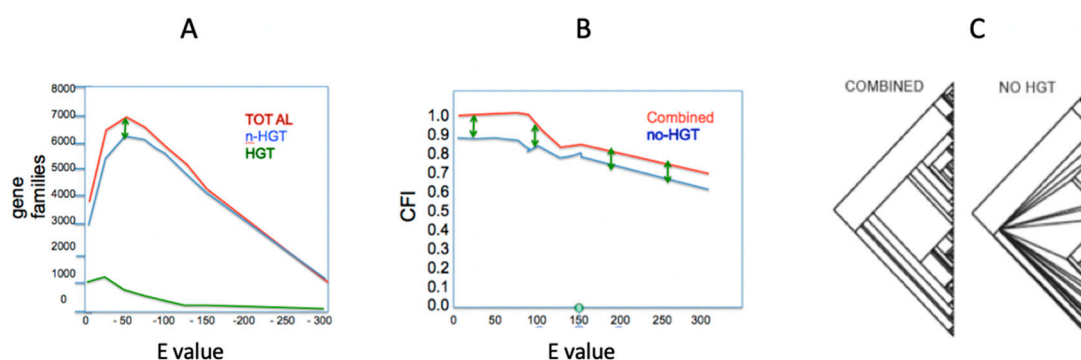 A
B
C
8000
7000
6000
5000
4000
3000
2000
1000
0
gene
families
TOT AL
n-HGT
HGT
0 - 50 - 100 - 150 -200 -250 - 300
E value
1.0
0.9
0.8
0.7
0.6
0.5
0.4
0.3
0.2
0.1
0.0
CFI
Combined
no-HGT
0 50 100 150 200 250 300
E value
COMBINED
NO HGT